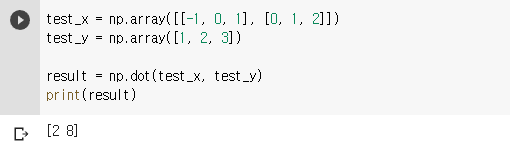 test_x = np.array([[-1, 0, 1], [0, 1, 2]])
test_y = np.array([1, 2, 3])
result = np.dot(test_x, test_y)
print(result)
[2 8]